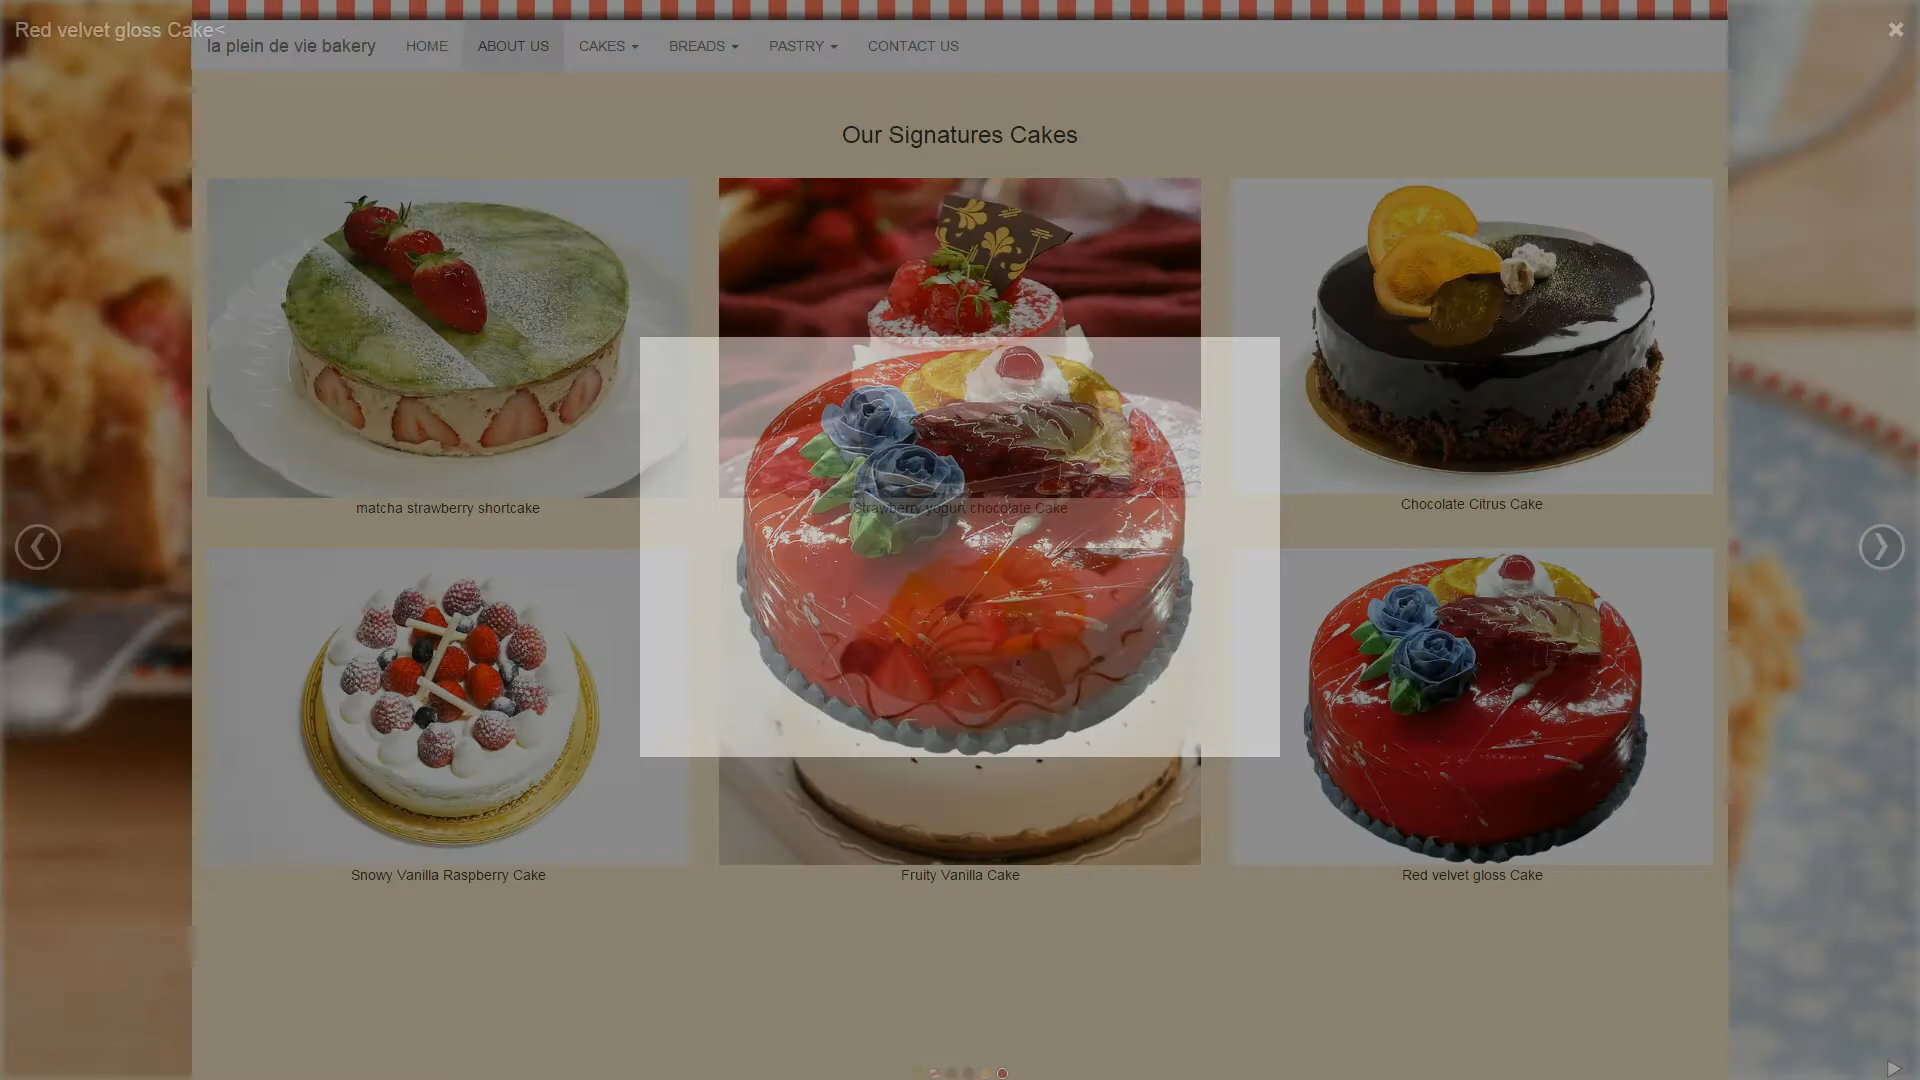 Red velvet gloss Cake<
la plein de vie bakery HOME ABOUT US CAKES BREADS PASTRY CONTACT US
Our Signatures Cakes
matcha strawberry shortcake
Strawberry yogurt chocolate Cake
Chocolate Citrus Cake
Snowy Vanilla Raspberry Cake
Fruity Vanilla Cake
Red velvet gloss Cake